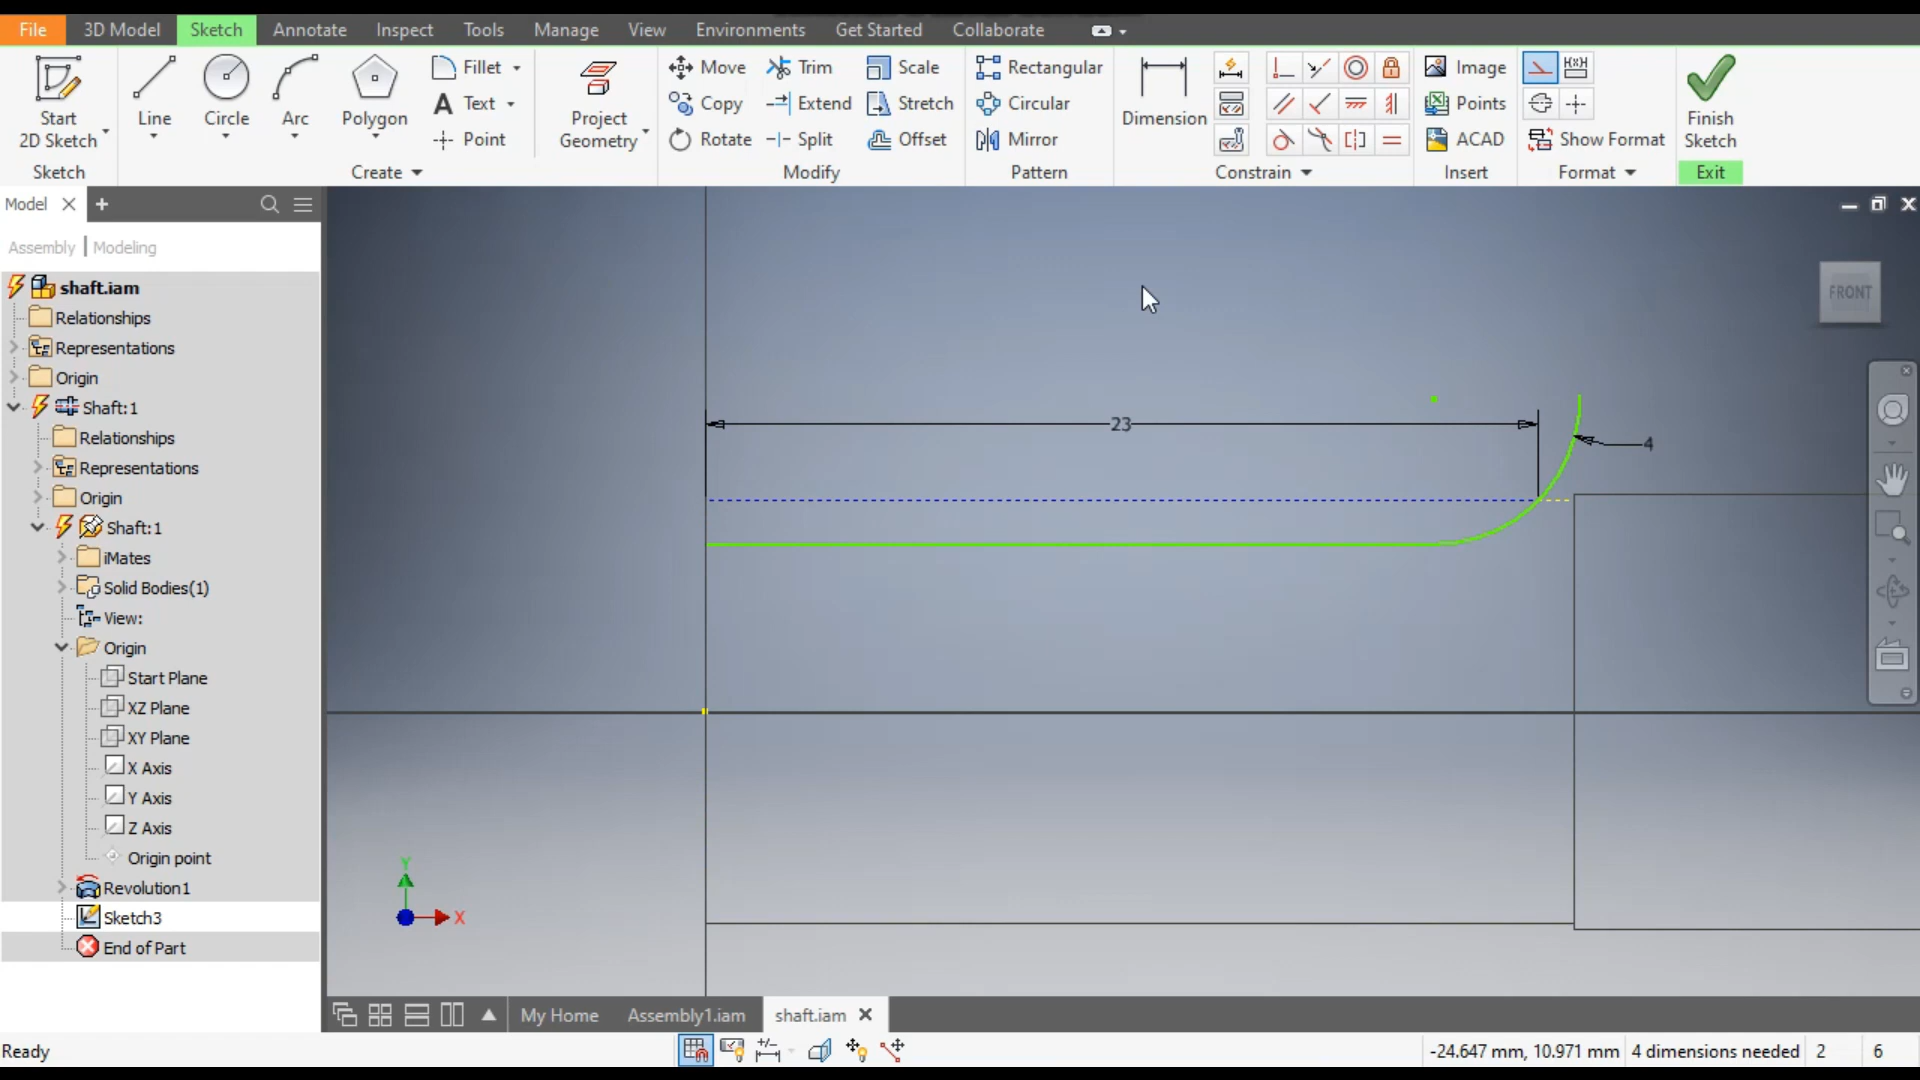 File 3D Model Sketch Annotate Inspect Tools Manage View Environments Get Started Collaborate
Start
2D Sketch
Sketch
Line
Circle
Arc
Polygon
Fillet
Text
Point
Create
Project
Geometry
Move Trim Scale
Copy Extend Stretch
Rotate Split Offset
Modify
Rectangular
Circular
Mirror
Pattern
Dimension
Constrain
Image
Points
ACAD
Insert
Show Format
Format
Finish
Sketch
Exit
Model
Assembly Modeling
shaft.iam
Relationships
Representations
Origin
Shaft:1
Relationships
Representations
Origin
Shaft:1
iMates
Solid Bodies(1)
View:
Origin
Start Plane
XZ Plane
XY Plane
X Axis
Y Axis
Z Axis
Origin point
Revolution1
Sketch3
End of Part
FRONT
23
4
Y
X
My Home Assembly1.iam shaft.iam
Ready
-24.647 mm, 10.971 mm 4 dimensions needed 2 6